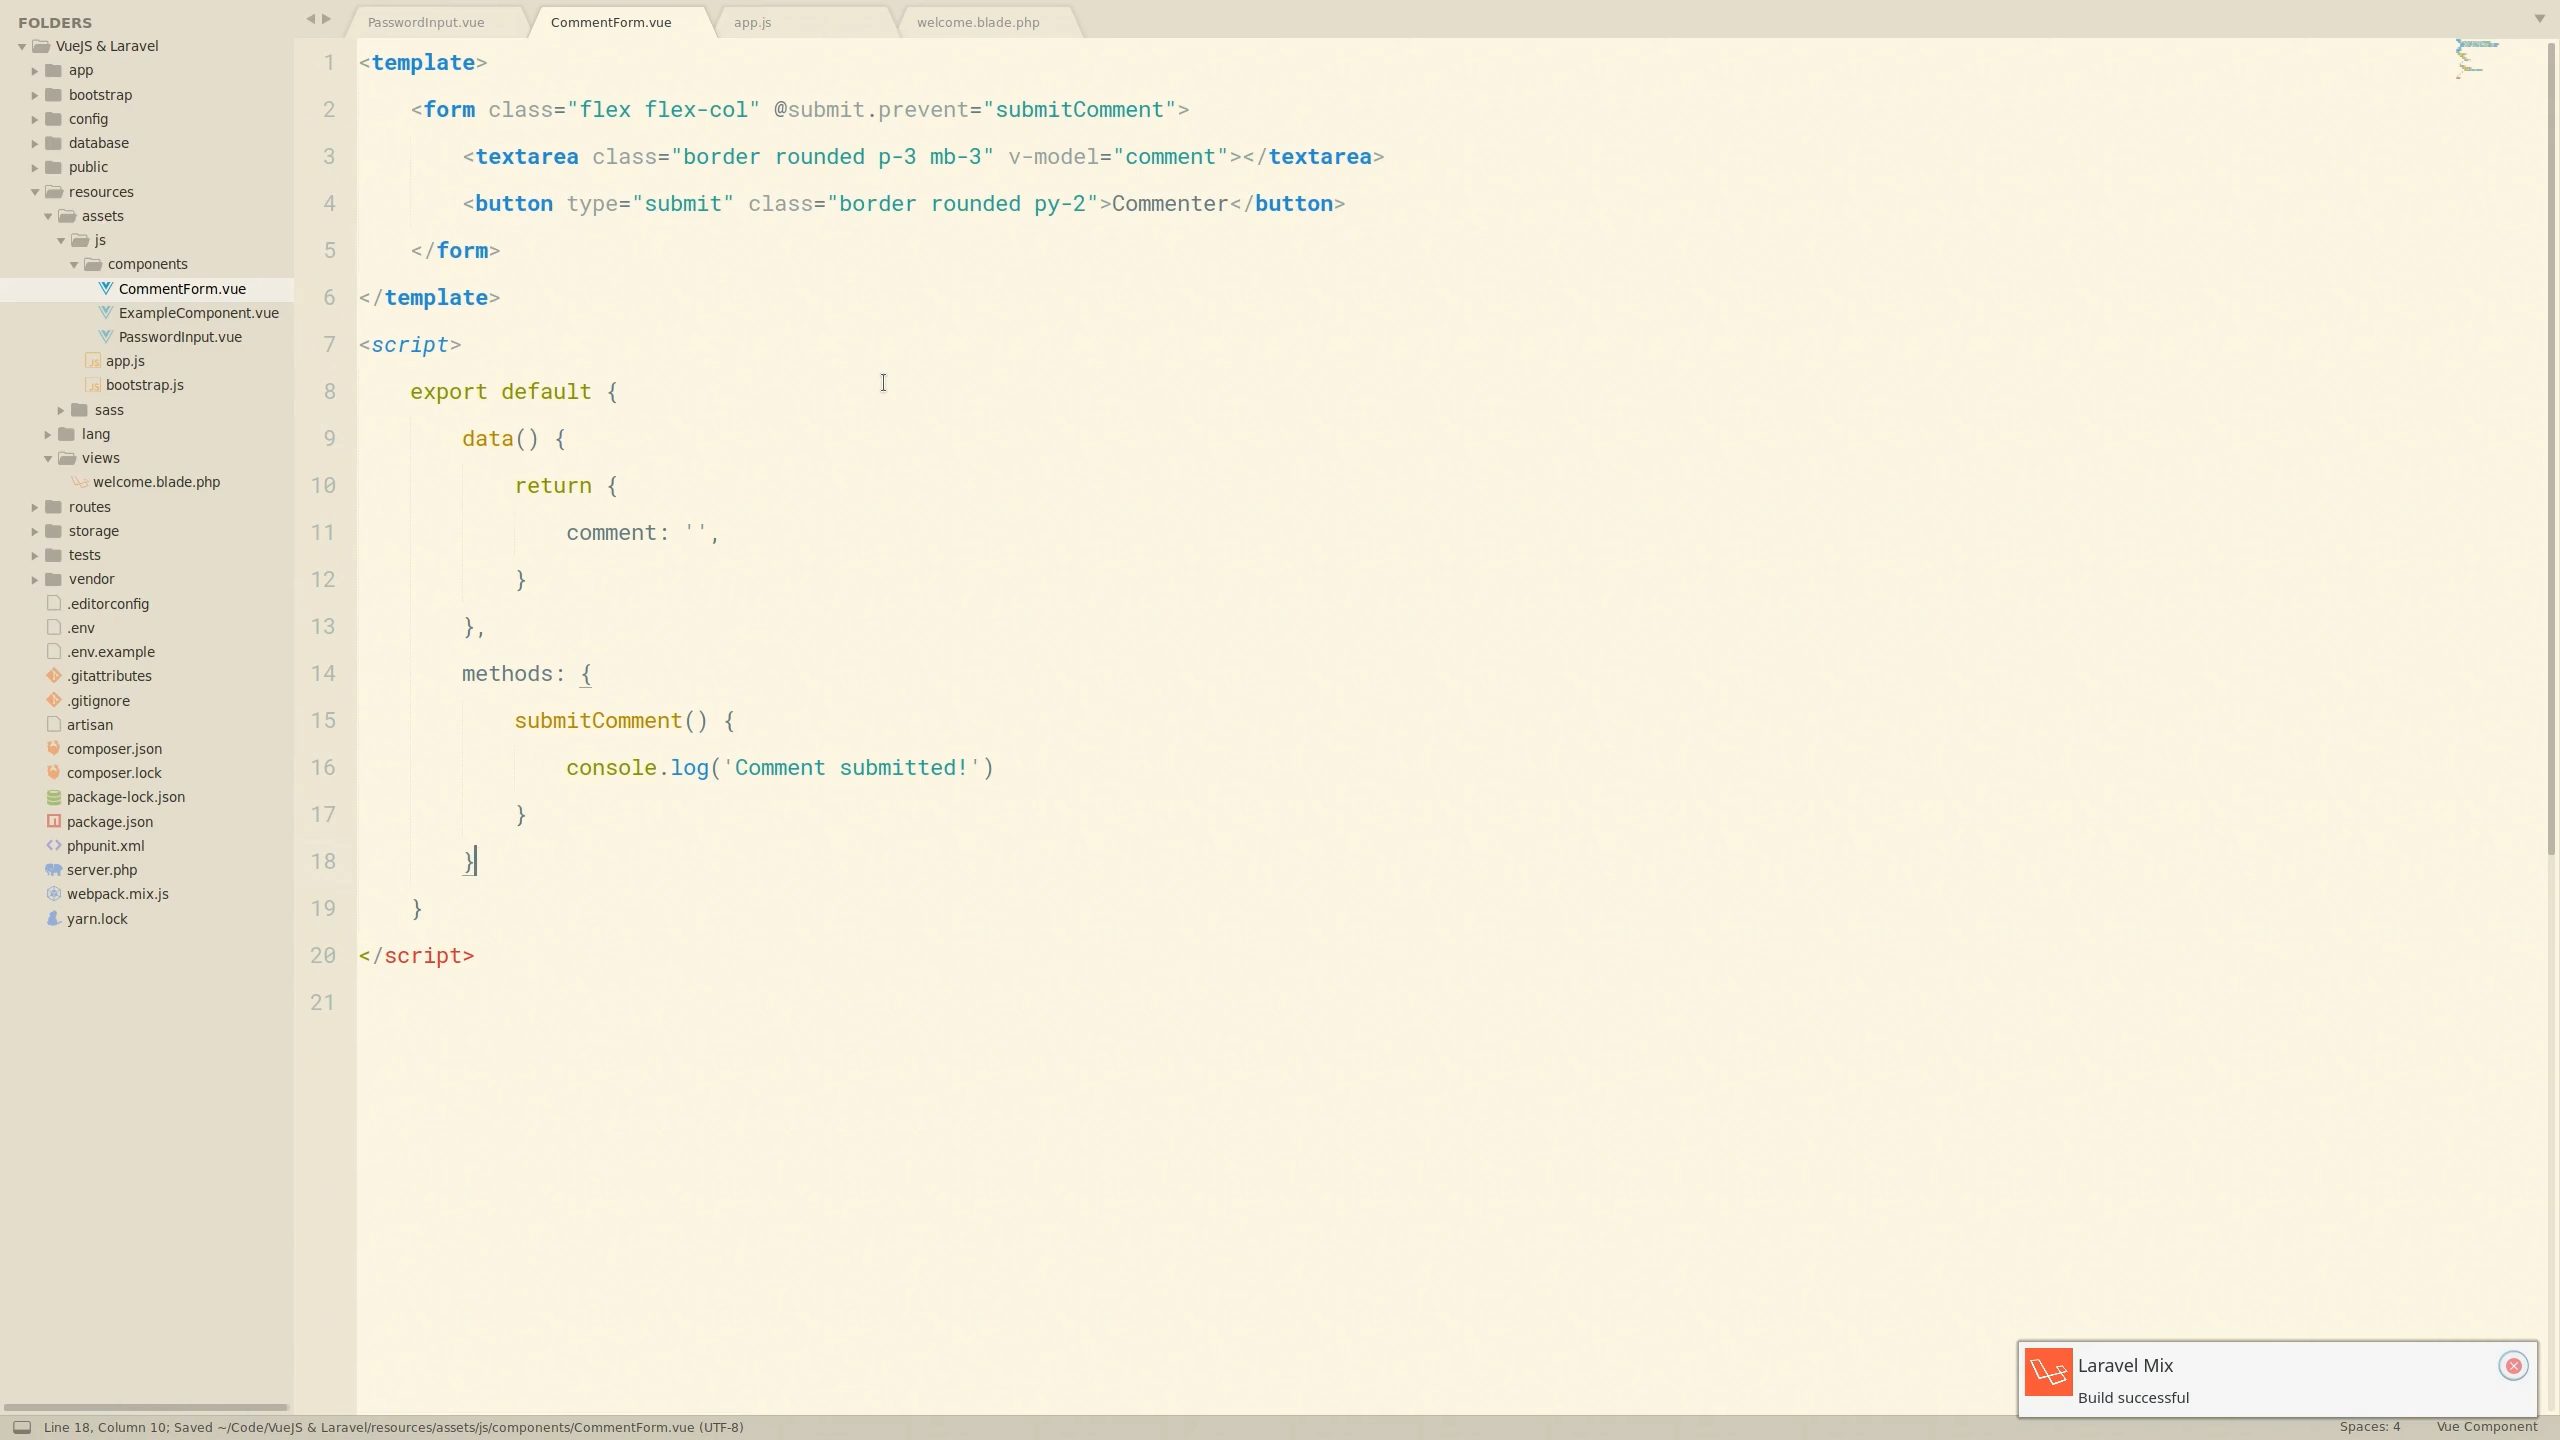 FOLDERS
VueJS & Laravel
app
bootstrap
config
database
public
resources
assets
js
components
CommentForm.vue
ExampleComponent.vue
PasswordInput.vue
app.js
bootstrap.js
sass
lang
views
welcome.blade.php
routes
storage
tests
vendor
.editorconfig
.env
.env.example
.gitattributes
.gitignore
artisan
composer.json
composer.lock
package-lock.json
package.json
phpunit.xml
server.php
webpack.mix.js
yarn.lock
PasswordInput.vue CommentForm.vue app.js welcome.blade.php
1 <template>
2     <form class="flex flex-col" @submit.prevent="submitComment">
3         <textarea class="border rounded p-3 mb-3" v-model="comment"></textarea>
4         <button type="submit" class="border rounded py-2">Commenter</button>
5     </form>
6 </template>
7 <script>
8     export default {
9         data() {
10             return {
11                 comment: '',
12             }
13         },
14         methods: {
15             submitComment() {
16                 console.log('Comment submitted!')
17             }
18         }
19     }
20 </script>
21
Laravel Mix
Build successful
Line 18, Column 10; Saved ~/Code/VueJS & Laravel/resources/assets/js/components/CommentForm.vue (UTF-8) Spaces: 4 Vue Component